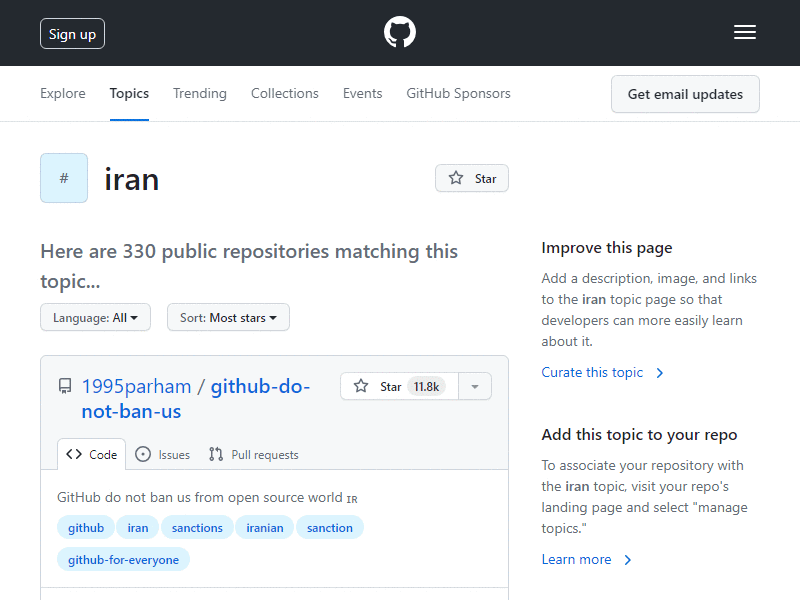 Sign up
Explore Topics Trending Collections Events GitHub Sponsors Get email updates
# iran Star
Here are 330 public repositories matching this
topic...
Language: All Sort: Most stars
1995parham / github-do-
not-ban-us
Star 11.8k
Code Issues Pull requests
GitHub do not ban us from open source world IR
github iran sanctions iranian sanction
github-for-everyone
Improve this page
Add a description, image, and links
to the iran topic page so that
developers can more easily learn
about it.
Curate this topic
Add this topic to your repo
To associate your repository with
the iran topic, visit your repo's
landing page and select "manage
topics."
Learn more